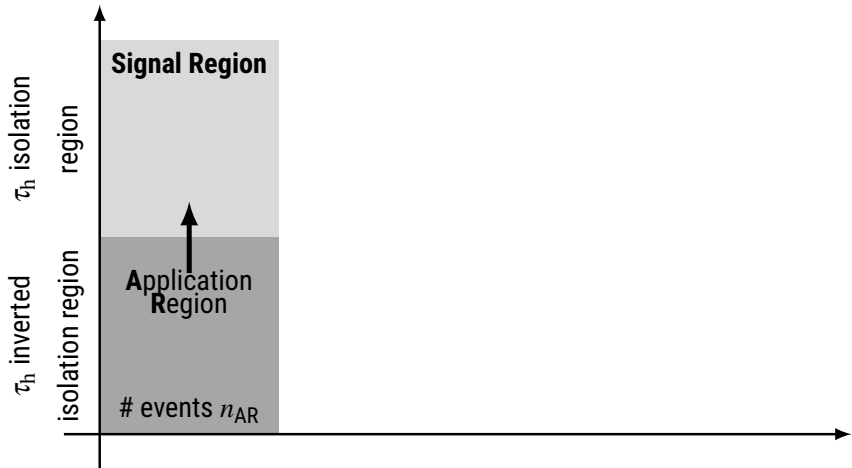 Signal Region
τh isolation
region
Application
Region
# events nAR
τh inverted
isolation region